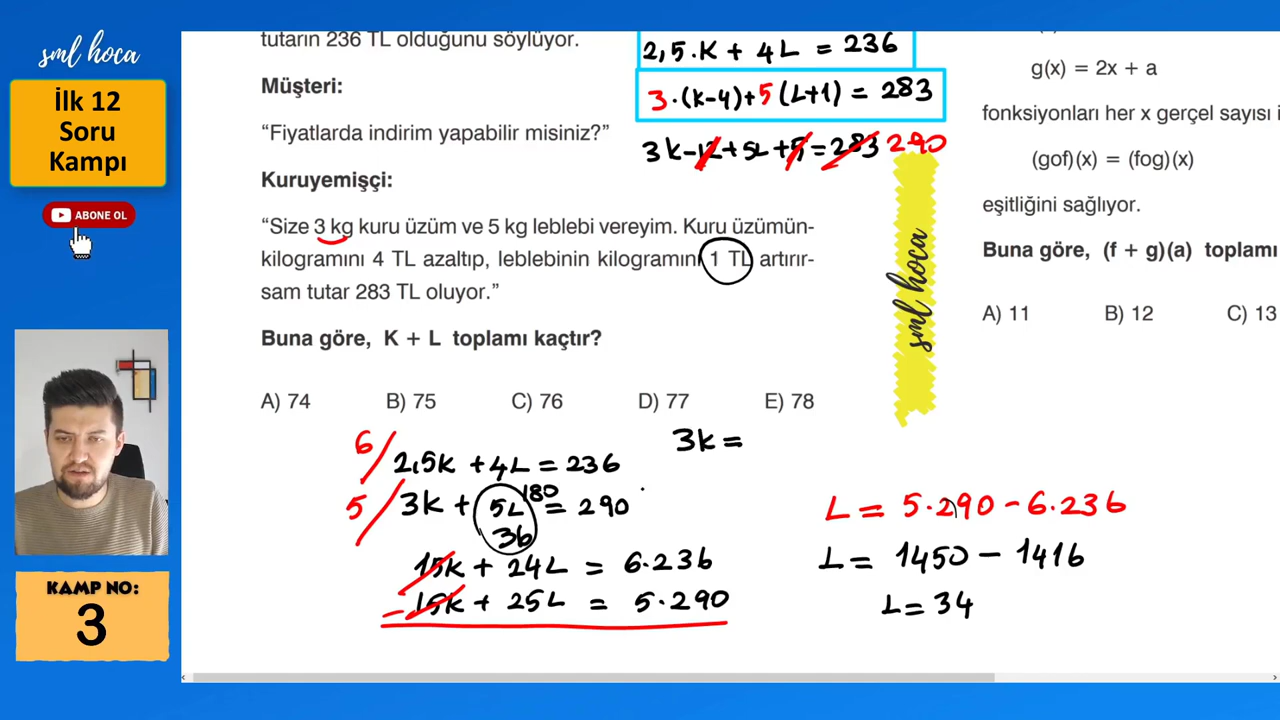 sml hoca
İlk 12
Soru
Kampı
ABONE OL
KAMP NO:
3
tutarın 236 TL olduğunu söylüyor.
Müşteri:
“Fiyatlarda indirim yapabilir misiniz?”
Kuruyemişçi:
“Size 3 kg kuru üzüm ve 5 kg leblebi vereyim. Kuru üzümün-
kilogramını 4 TL azaltıp, leblebinin kilogramını 1 TL artırır-
sam tutar 283 TL oluyor.”
Buna göre, K + L toplamı kaçtır?
A) 74 B) 75 C) 76 D) 77 E) 78
2,5.K + 4L = 236
3.(k-4)+5(L+1) = 283
3k-12+5L+5=283 290
sml hoca
6/ 2,5k + 4L = 236
5/ 3k + 5L = 290
180
36
15k + 24L = 6.236
- 15k + 25L = 5.290
3k =
L = 5.290 - 6.236
L = 1450 - 1416
L = 34
g(x) = 2x + a
fonksiyonları her x gerçel sayısı i
(gof)(x) = (fog)(x)
eşitliğini sağlıyor.
Buna göre, (f + g)(a) toplamı
A) 11 B) 12 C) 13